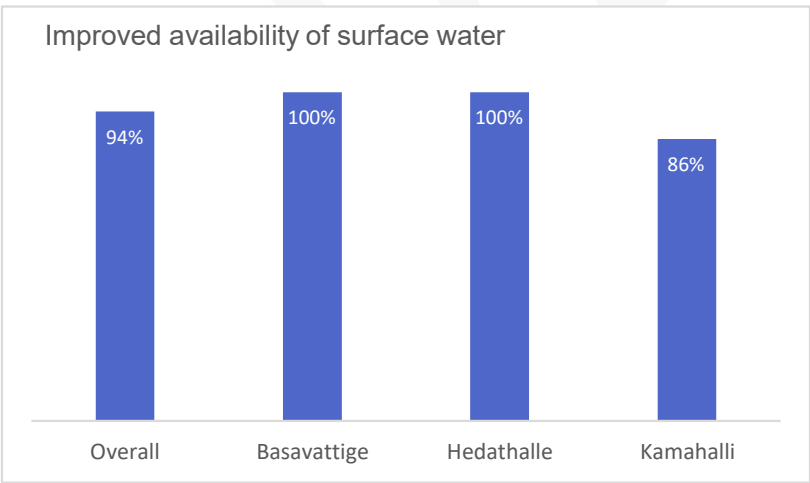 Improved availability of surface water
94%
100%
100%
86%
Overall
Basavattige
Hedathalle
Kamahalli